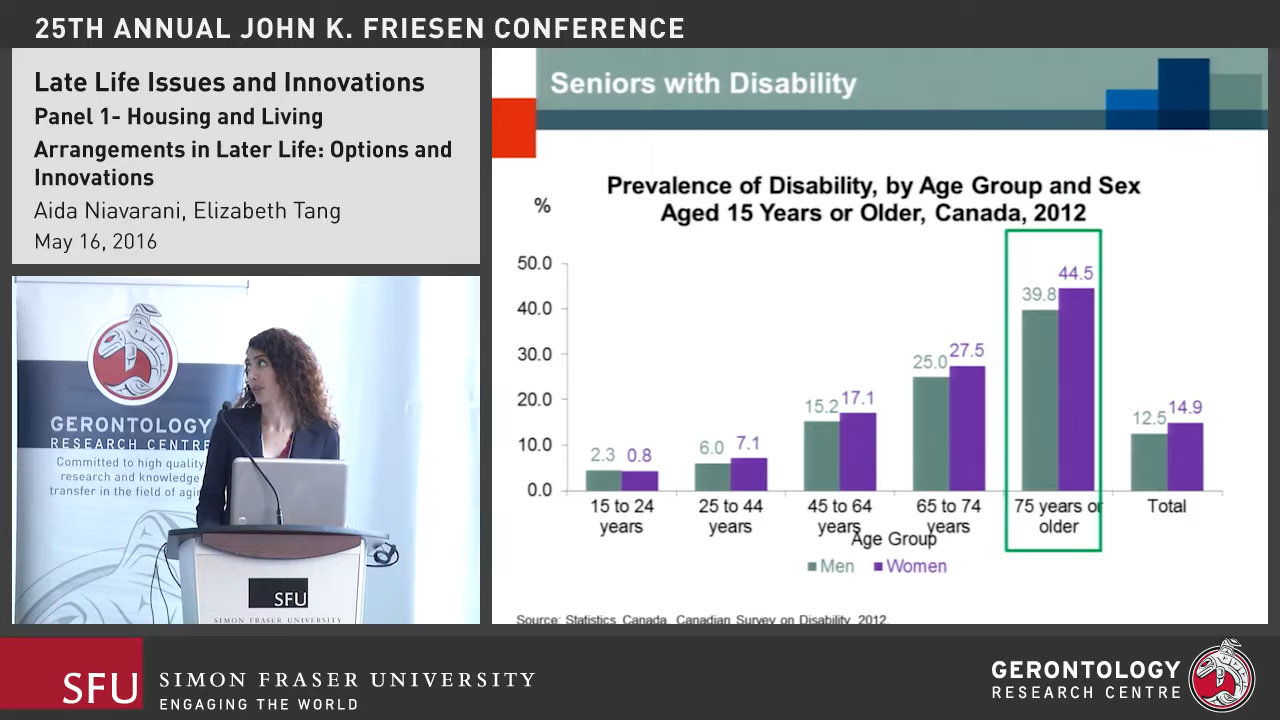 25TH ANNUAL JOHN K. FRIESEN CONFERENCE
Late Life Issues and Innovations
Panel 1- Housing and Living
Arrangements in Later Life: Options and
Innovations
Aida Niavarani, Elizabeth Tang
May 16, 2016
GERONTOLOGY
RESEARCH CENTRE
Committed to high quality
research and knowledge
transfer in the field of agin
SFU
SIMON FRASER UNIVERSITY
Seniors with Disability
Prevalence of Disability, by Age Group and Sex
Aged 15 Years or Older, Canada, 2012
%
50.0
40.0
30.0
20.0
10.0
0.0
2.3 0.8
6.0 7.1
15.2 17.1
25.0 27.5
39.8 44.5
12.5 14.9
15 to 24
years
25 to 44
years
45 to 64
years
65 to 74
years
75 years or
older
Total
Age Group
Men Women
Source: Statistics Canada, Canadian Survey on Disability, 2012.
SFU
SIMON FRASER UNIVERSITY
ENGAGING THE WORLD
GERONTOLOGY
RESEARCH CENTRE